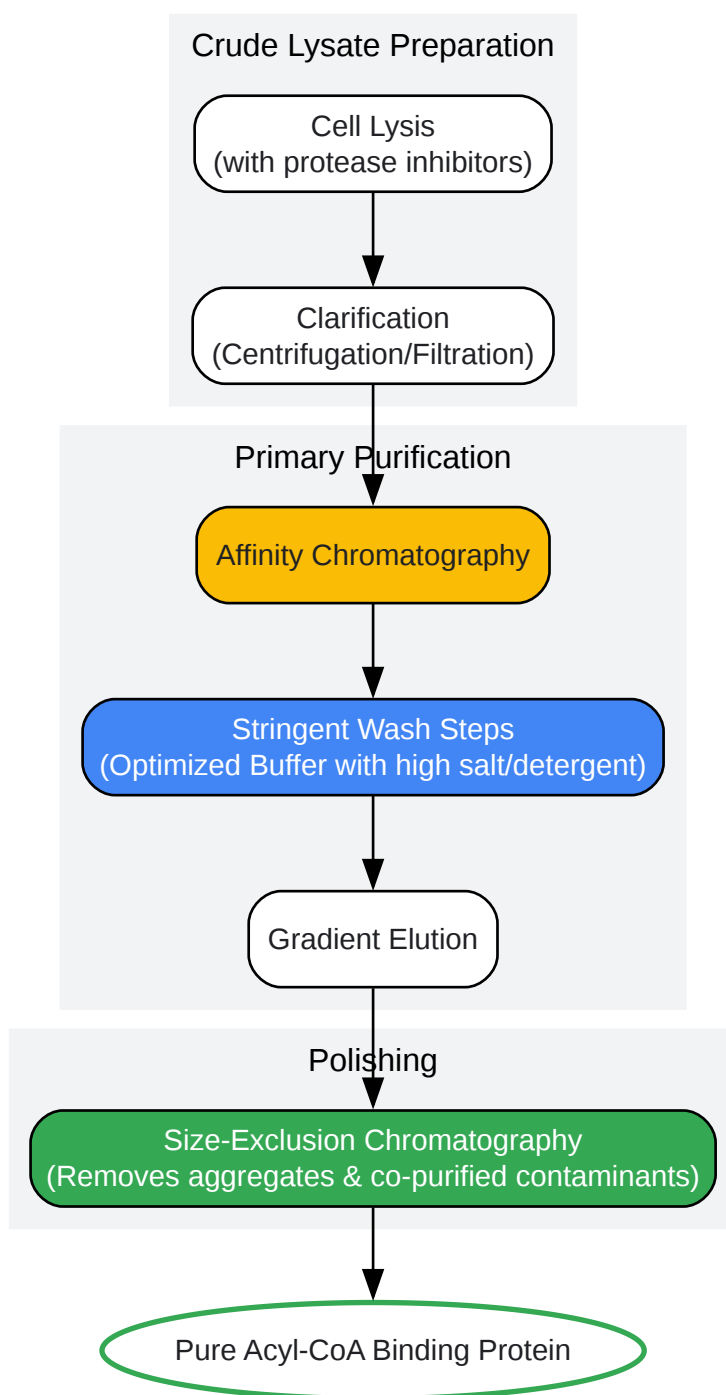 Crude Lysate Preparation
Cell Lysis
(with protease inhibitors)
Clarification
(Centrifugation/Filtration)
Primary Purification
Affinity Chromatography
Stringent Wash Steps
(Optimized Buffer with high salt/detergent)
Gradient Elution
Polishing
Size-Exclusion Chromatography
(Removes aggregates & co-purified contaminants)
Pure Acyl-CoA Binding Protein